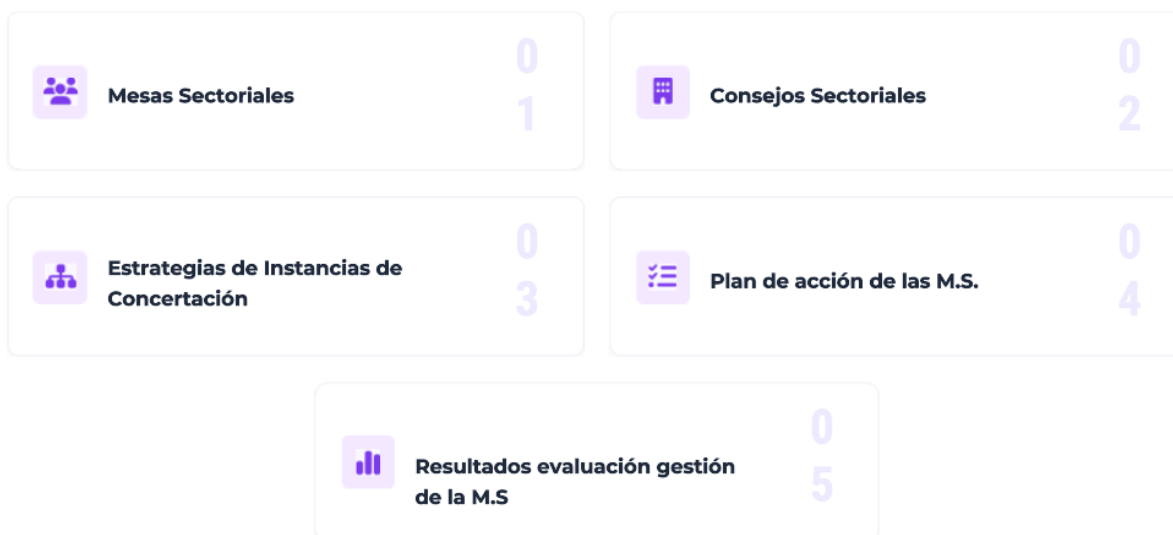 Mesas Sectoriales
0
1
Consejos Sectoriales
0
2
Estrategias de Instancias de
Concertación
0
3
Plan de acción de las M.S.
0
4
Resultados evaluación gestión
de la M.S
0
5